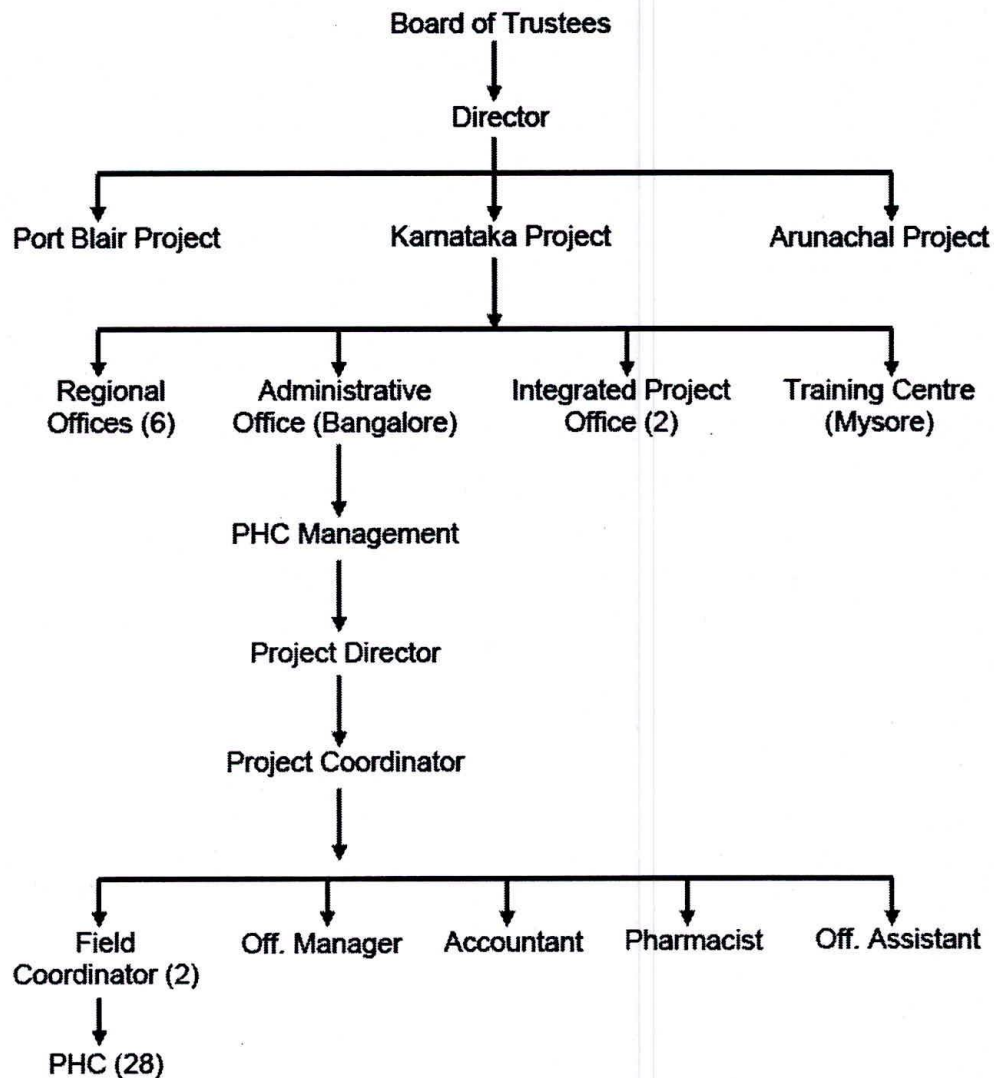 Board of Trustees
Director
Port Blair Project
Karnataka Project
Arunachal Project
Regional
Offices (6)
Administrative
Office (Bangalore)
Integrated Project
Office (2)
Training Centre
(Mysore)
PHC Management
Project Director
Project Coordinator
Field
Coordinator (2)
Off. Manager
Accountant
Pharmacist
Off. Assistant
PHC (28)